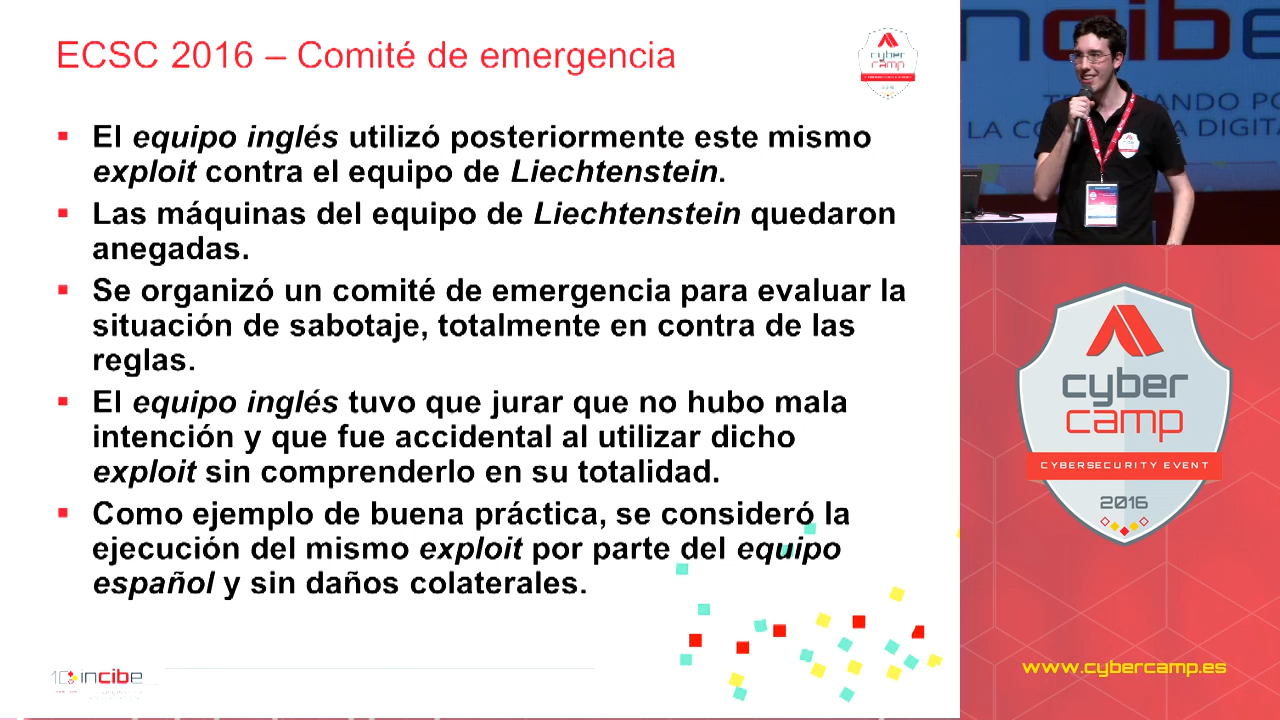 ECSC 2016 – Comité de emergencia
cyber
camp
El equipo inglés utilizó posteriormente este mismo
exploit contra el equipo de Liechtenstein.
Las máquinas del equipo de Liechtenstein quedaron
anegadas.
Se organizó un comité de emergencia para evaluar la
situación de sabotaje, totalmente en contra de las
reglas.
El equipo inglés tuvo que jurar que no hubo mala
intención y que fue accidental al utilizar dicho
exploit sin comprenderlo en su totalidad.
Como ejemplo de buena práctica, se consideró la
ejecución del mismo exploit por parte del equipo
español y sin daños colaterales.
incibe
incibe
LA
DIGIT
cyber
camp
CYBERSECURITY EVENT
2016
www.cybercamp.es